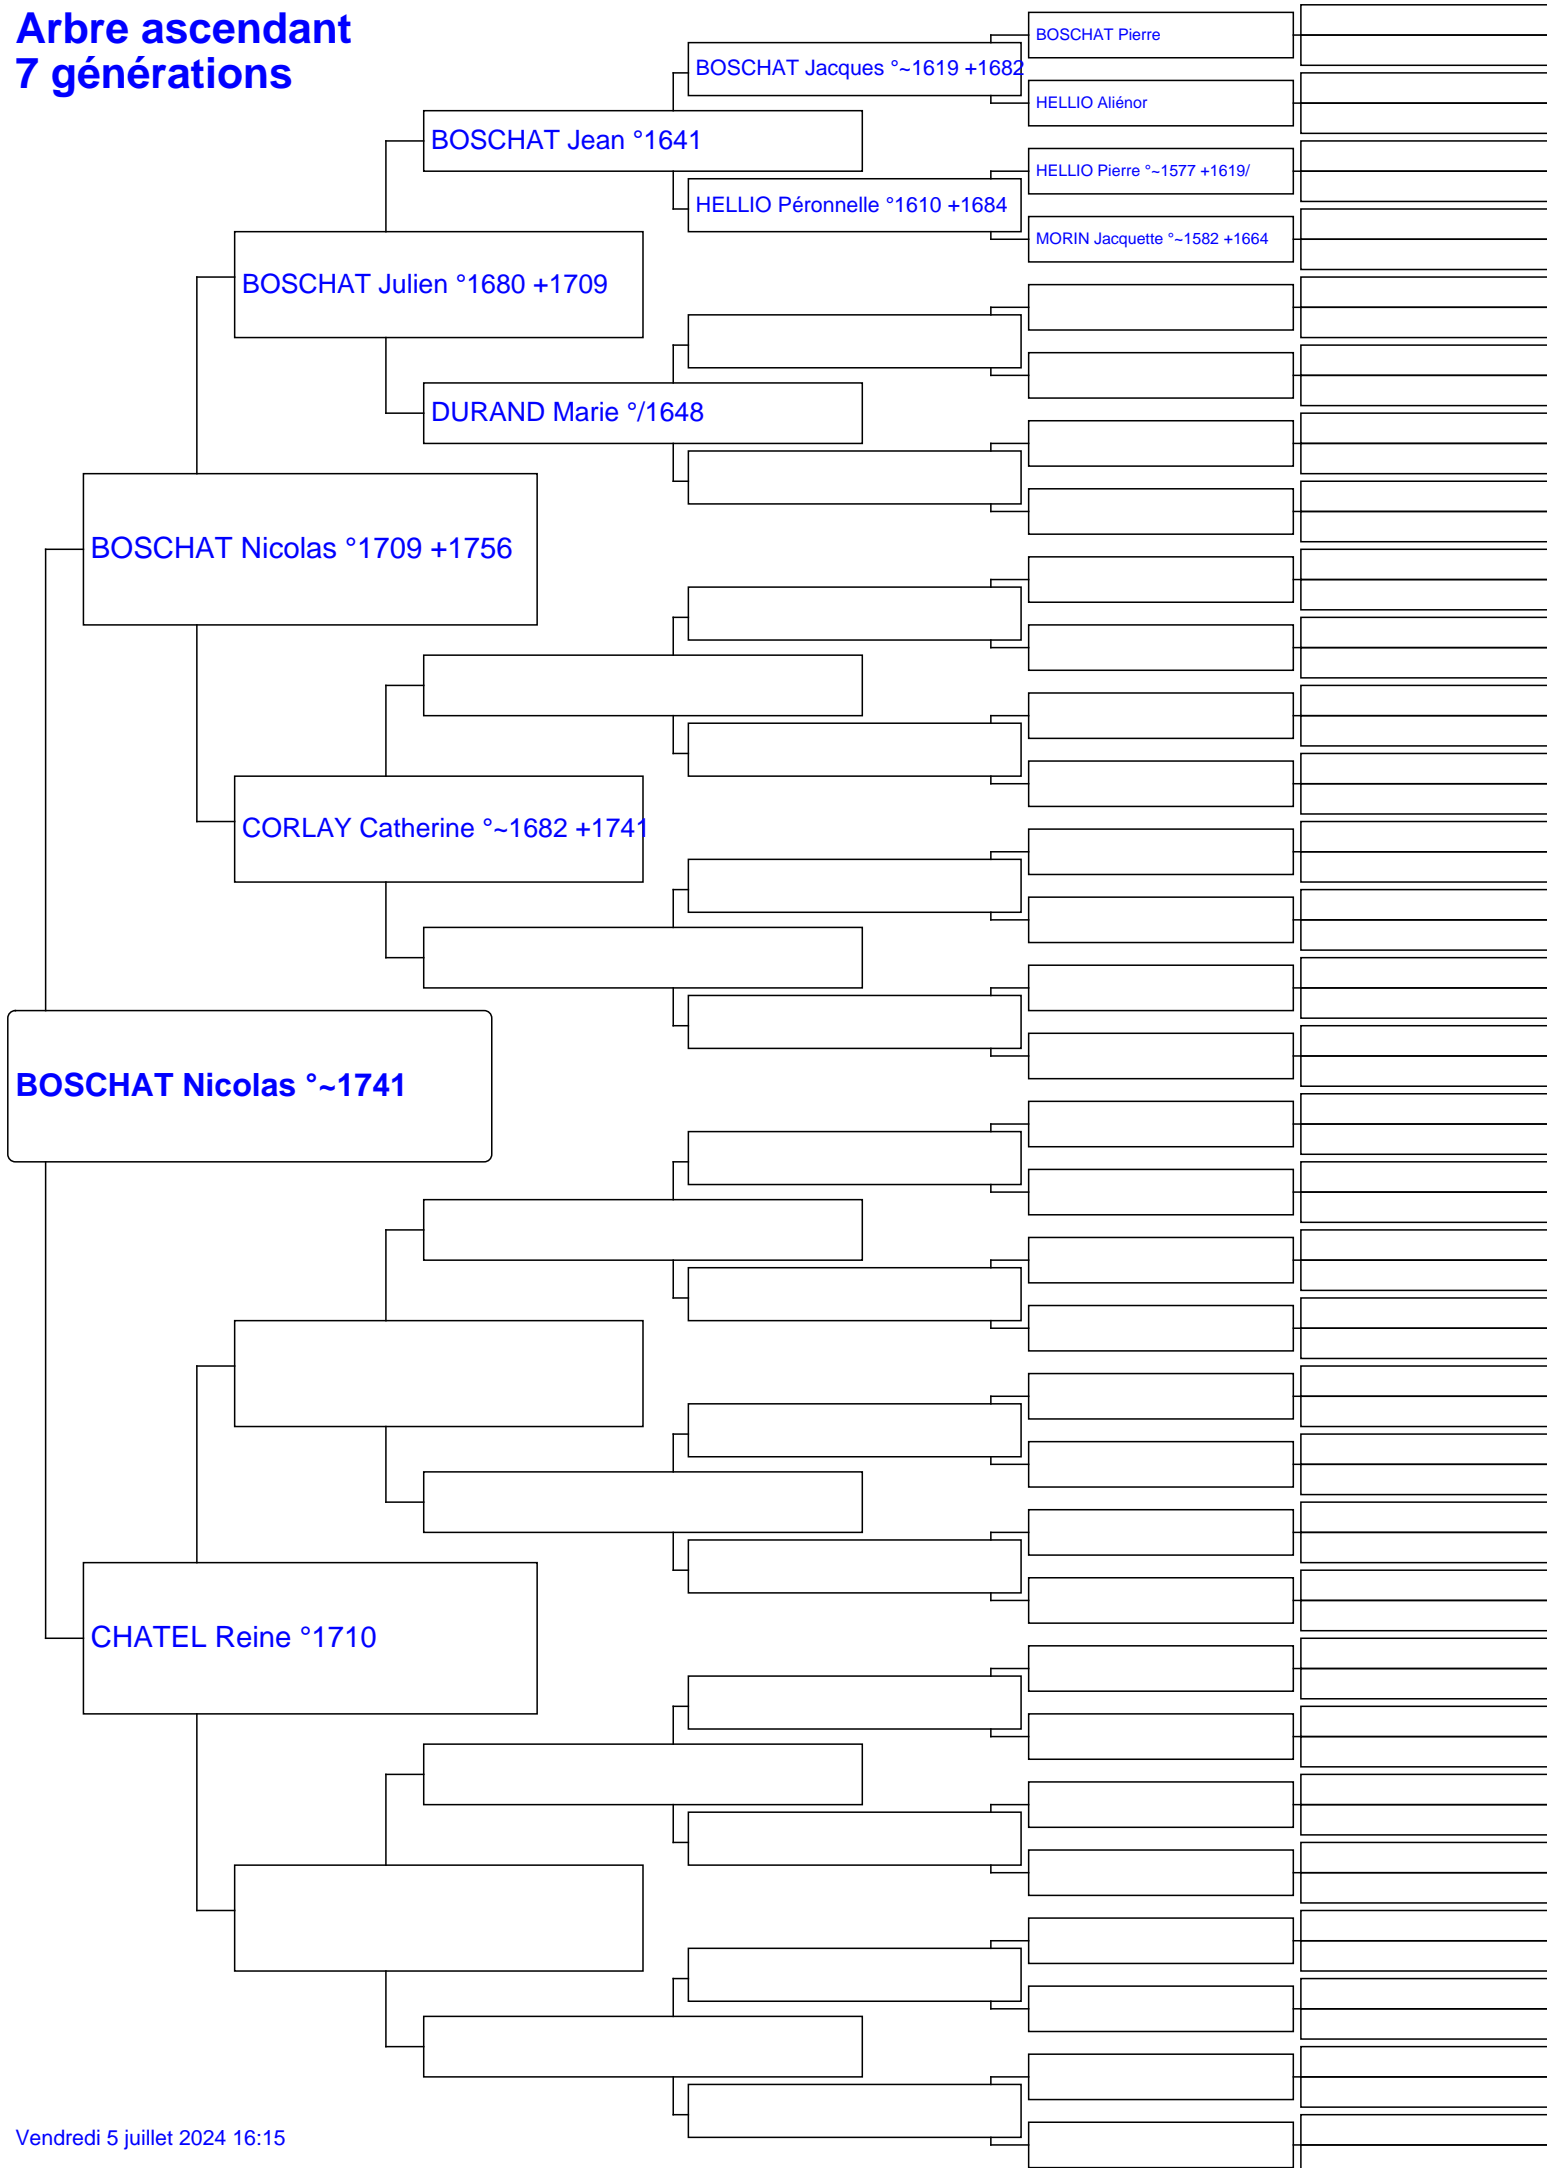 Arbre ascendant
7 générations
BOSCHAT Pierre
BOSCHAT Jacques °~1619 +1682
HELLIO Aliénor
BOSCHAT Jean °1641
HELLIO Pierre °~1577 +1619/
HELLIO Péronnelle °1610 +1684
MORIN Jacquette °~1582 +1664
BOSCHAT Julien °1680 +1709
DURAND Marie °/1648
BOSCHAT Nicolas °1709 +1756
CORLAY Catherine °~1682 +1741
BOSCHAT Nicolas °~1741
CHATEL Reine °1710
Vendredi 5 juillet 2024 16:15